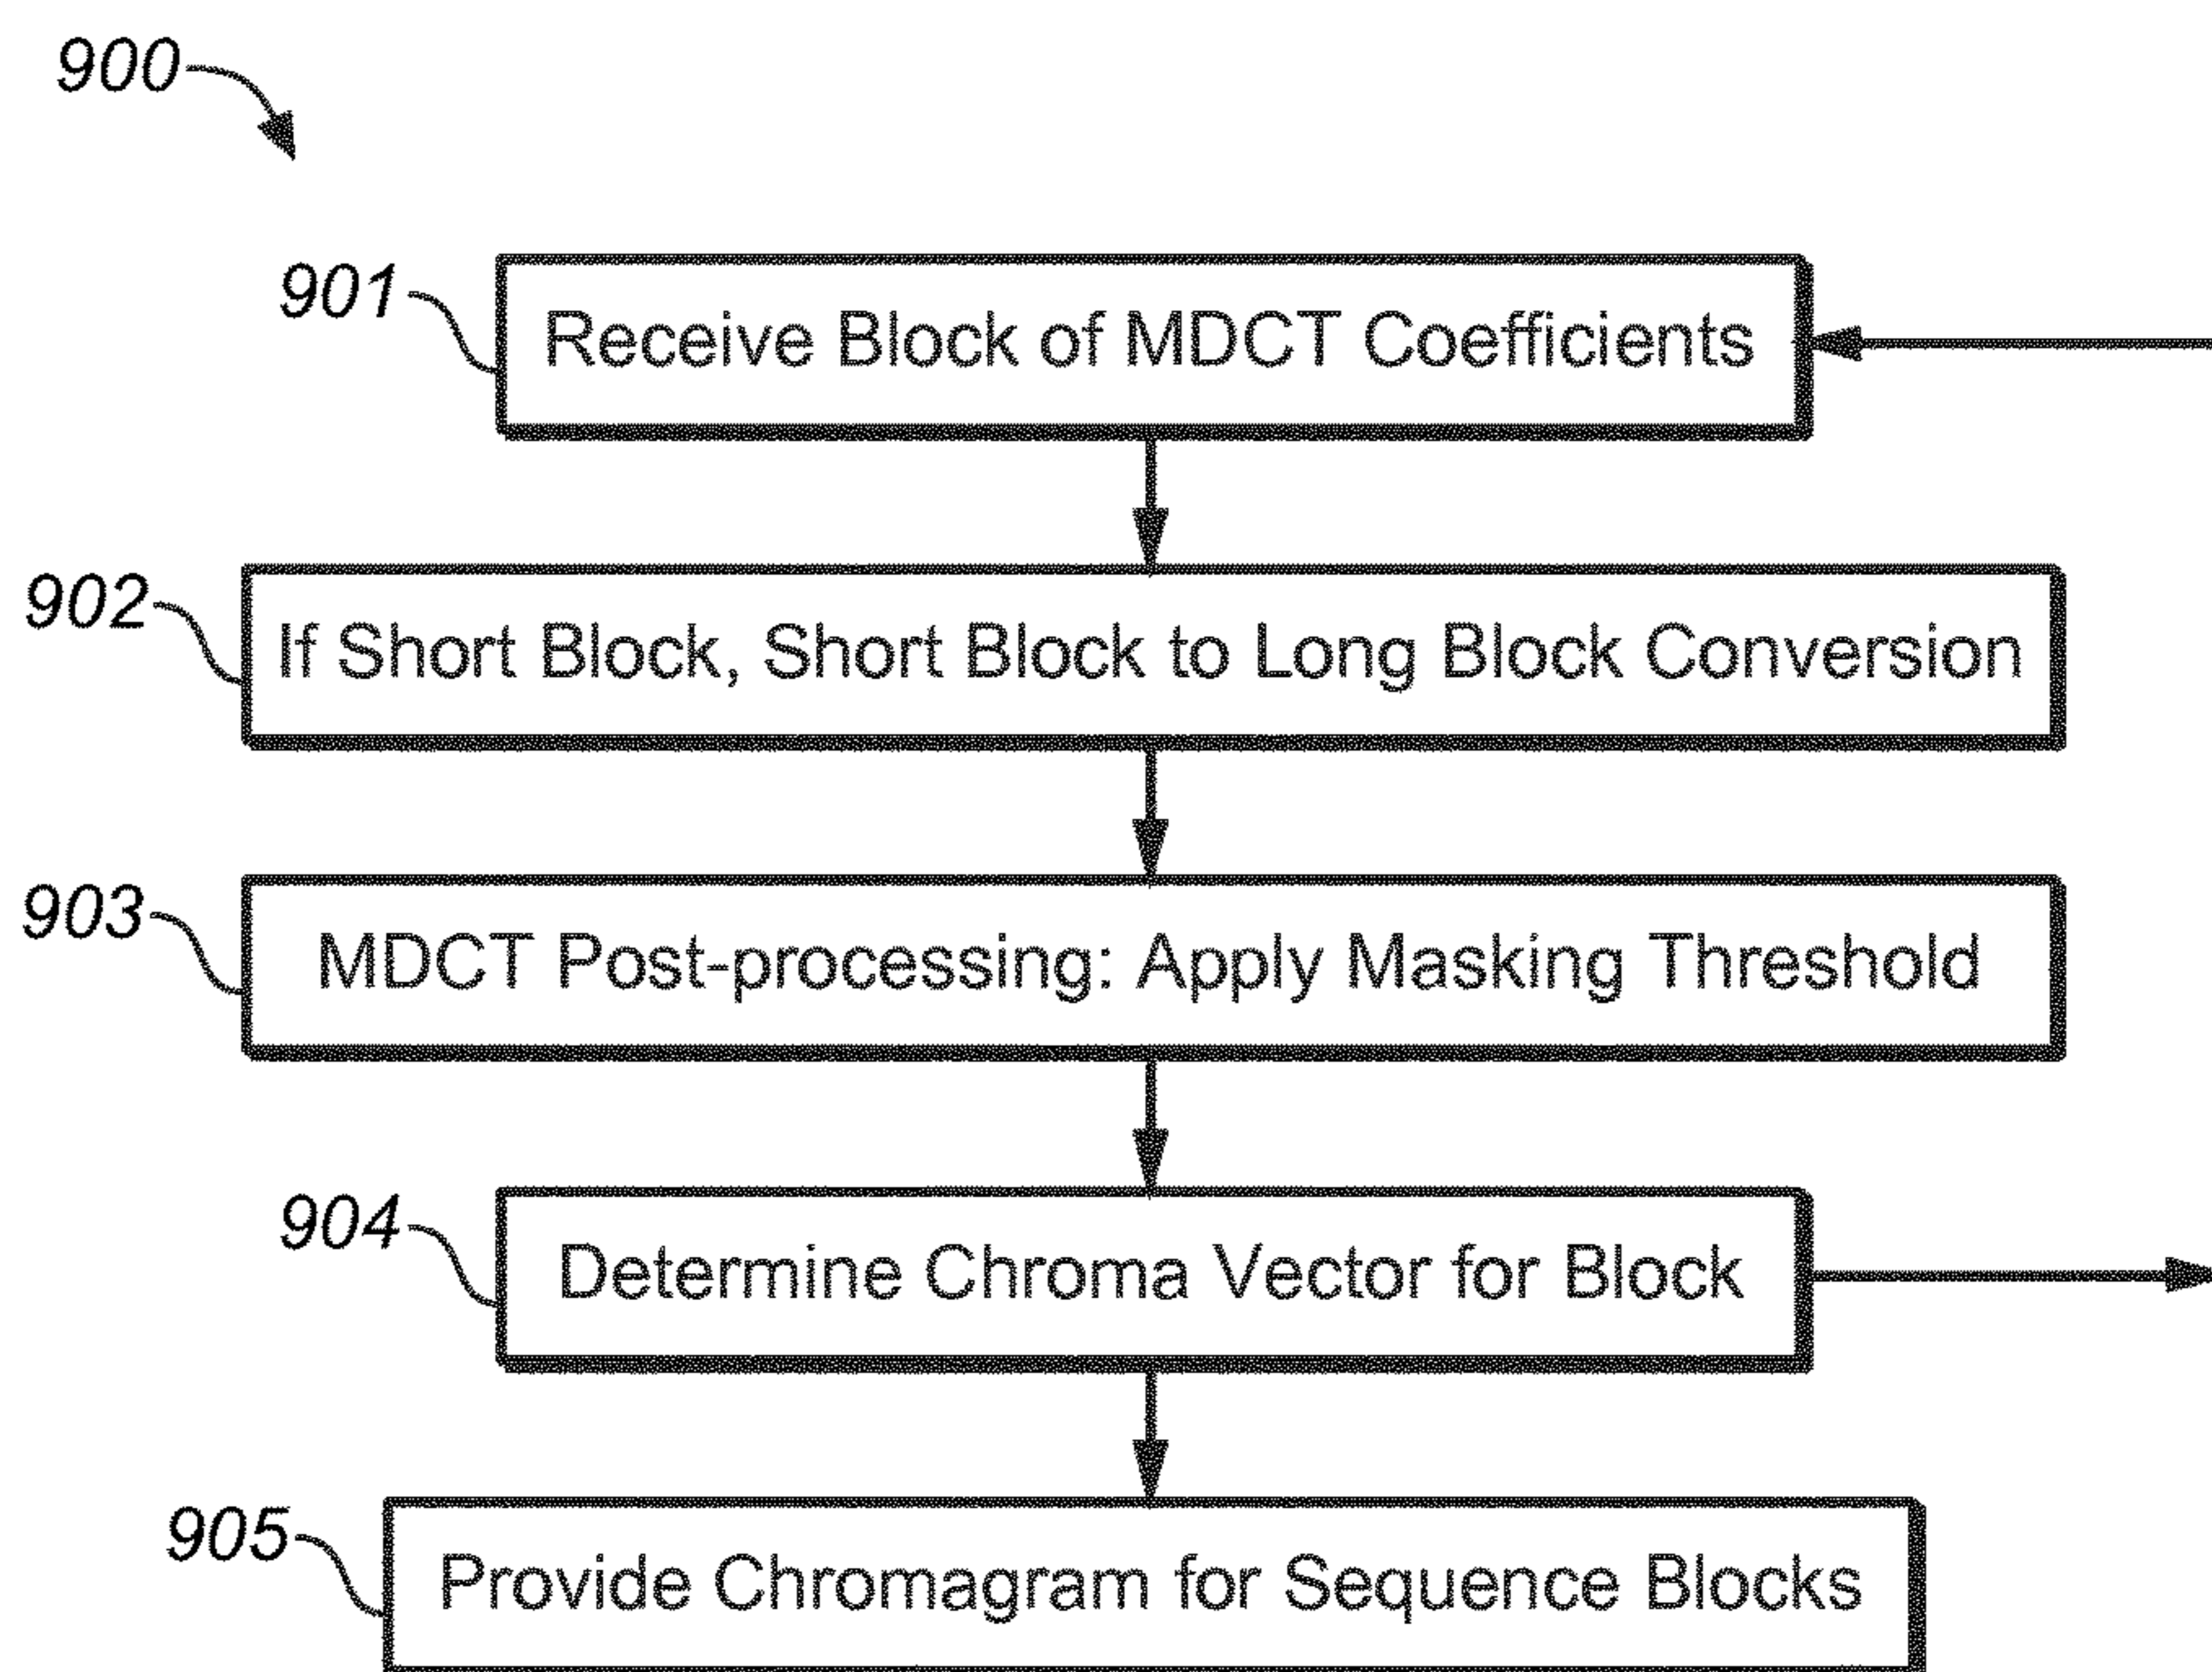 900
901
Receive Block of MDCT Coefficients
902
If Short Block, Short Block to Long Block Conversion
903
MDCT Post-processing: Apply Masking Threshold
904
Determine Chroma Vector for Block
905
Provide Chromagram for Sequence Blocks